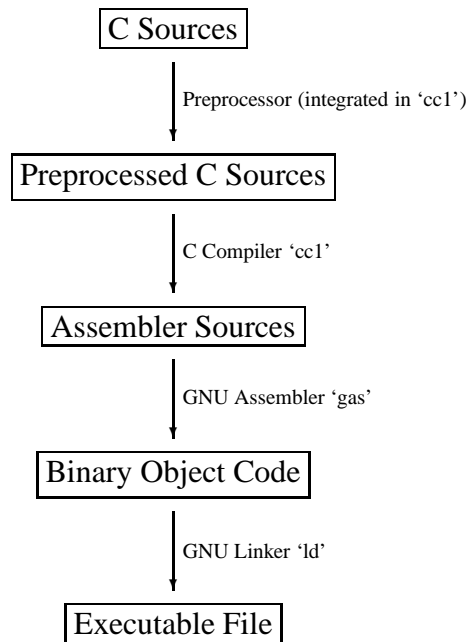 C Sources
Preprocessor (integrated in ‘cc1’)
Preprocessed C Sources
C Compiler ‘cc1’
Assembler Sources
GNU Assembler ‘gas’
Binary Object Code
GNU Linker ‘ld’
Executable File